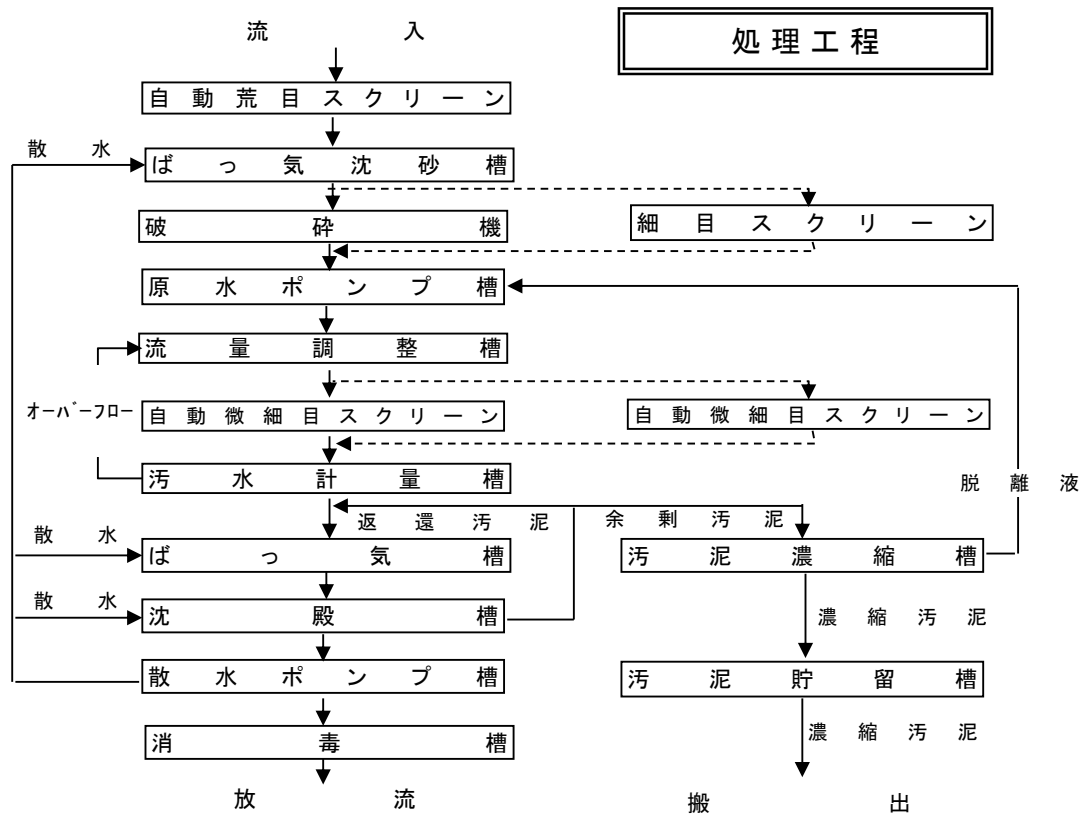 処理工程
流入
自動荒目スクリーン
散水
ばっ気沈砂槽
破砕機
細目スクリーン
原水ポンプ槽
流量調整槽
オーバーフロー
自動微細目スクリーン
自動微細目スクリーン
汚水計量槽
脱離液
返還汚泥
余剰汚泥
散水
ばっ気槽
汚泥濃縮槽
散水
沈殿槽
濃縮汚泥
散水ポンプ槽
汚泥貯留槽
消毒槽
濃縮汚泥
放流
搬出